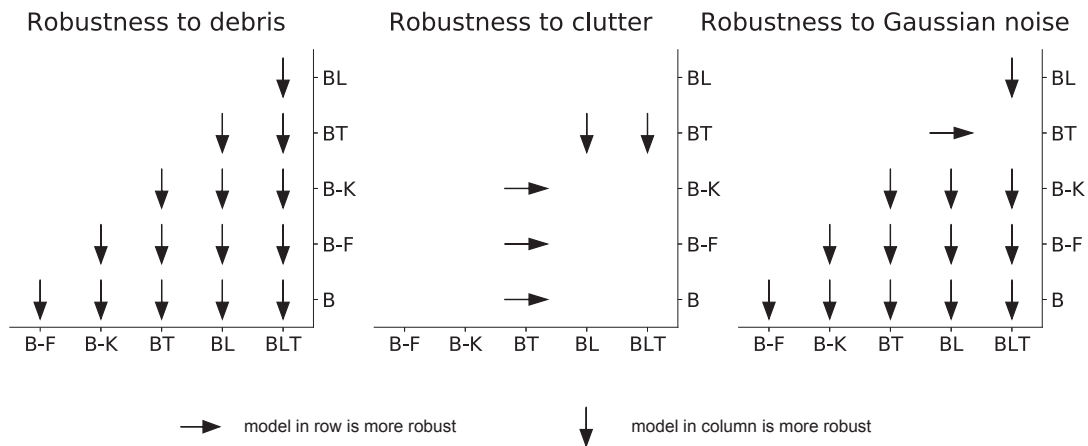 Robustness to debris
Robustness to clutter
Robustness to Gaussian noise
BL
BT
B-K
B-F
B
B-F B-K BT BL BLT
BL
BT
B-K
B-F
B
B-F B-K BT BL BLT
BL
BT
B-K
B-F
B
B-F B-K BT BL BLT
model in row is more robust
model in column is more robust